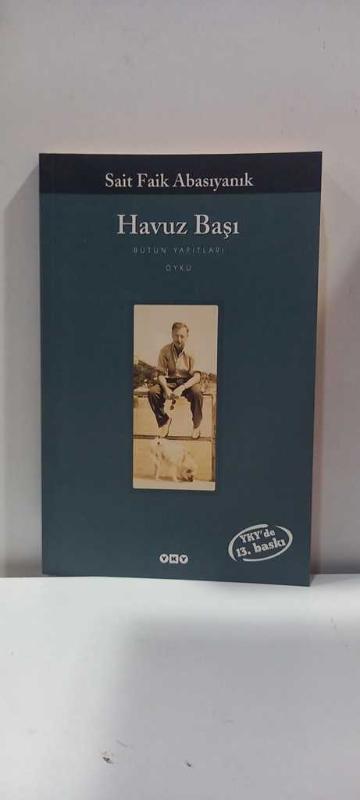 Sait Faik Abasıyanık
Havuz Başı
BÜTÜN YAPITLARI
ÖYKÜ
YKY'de
13. baskı
YKY